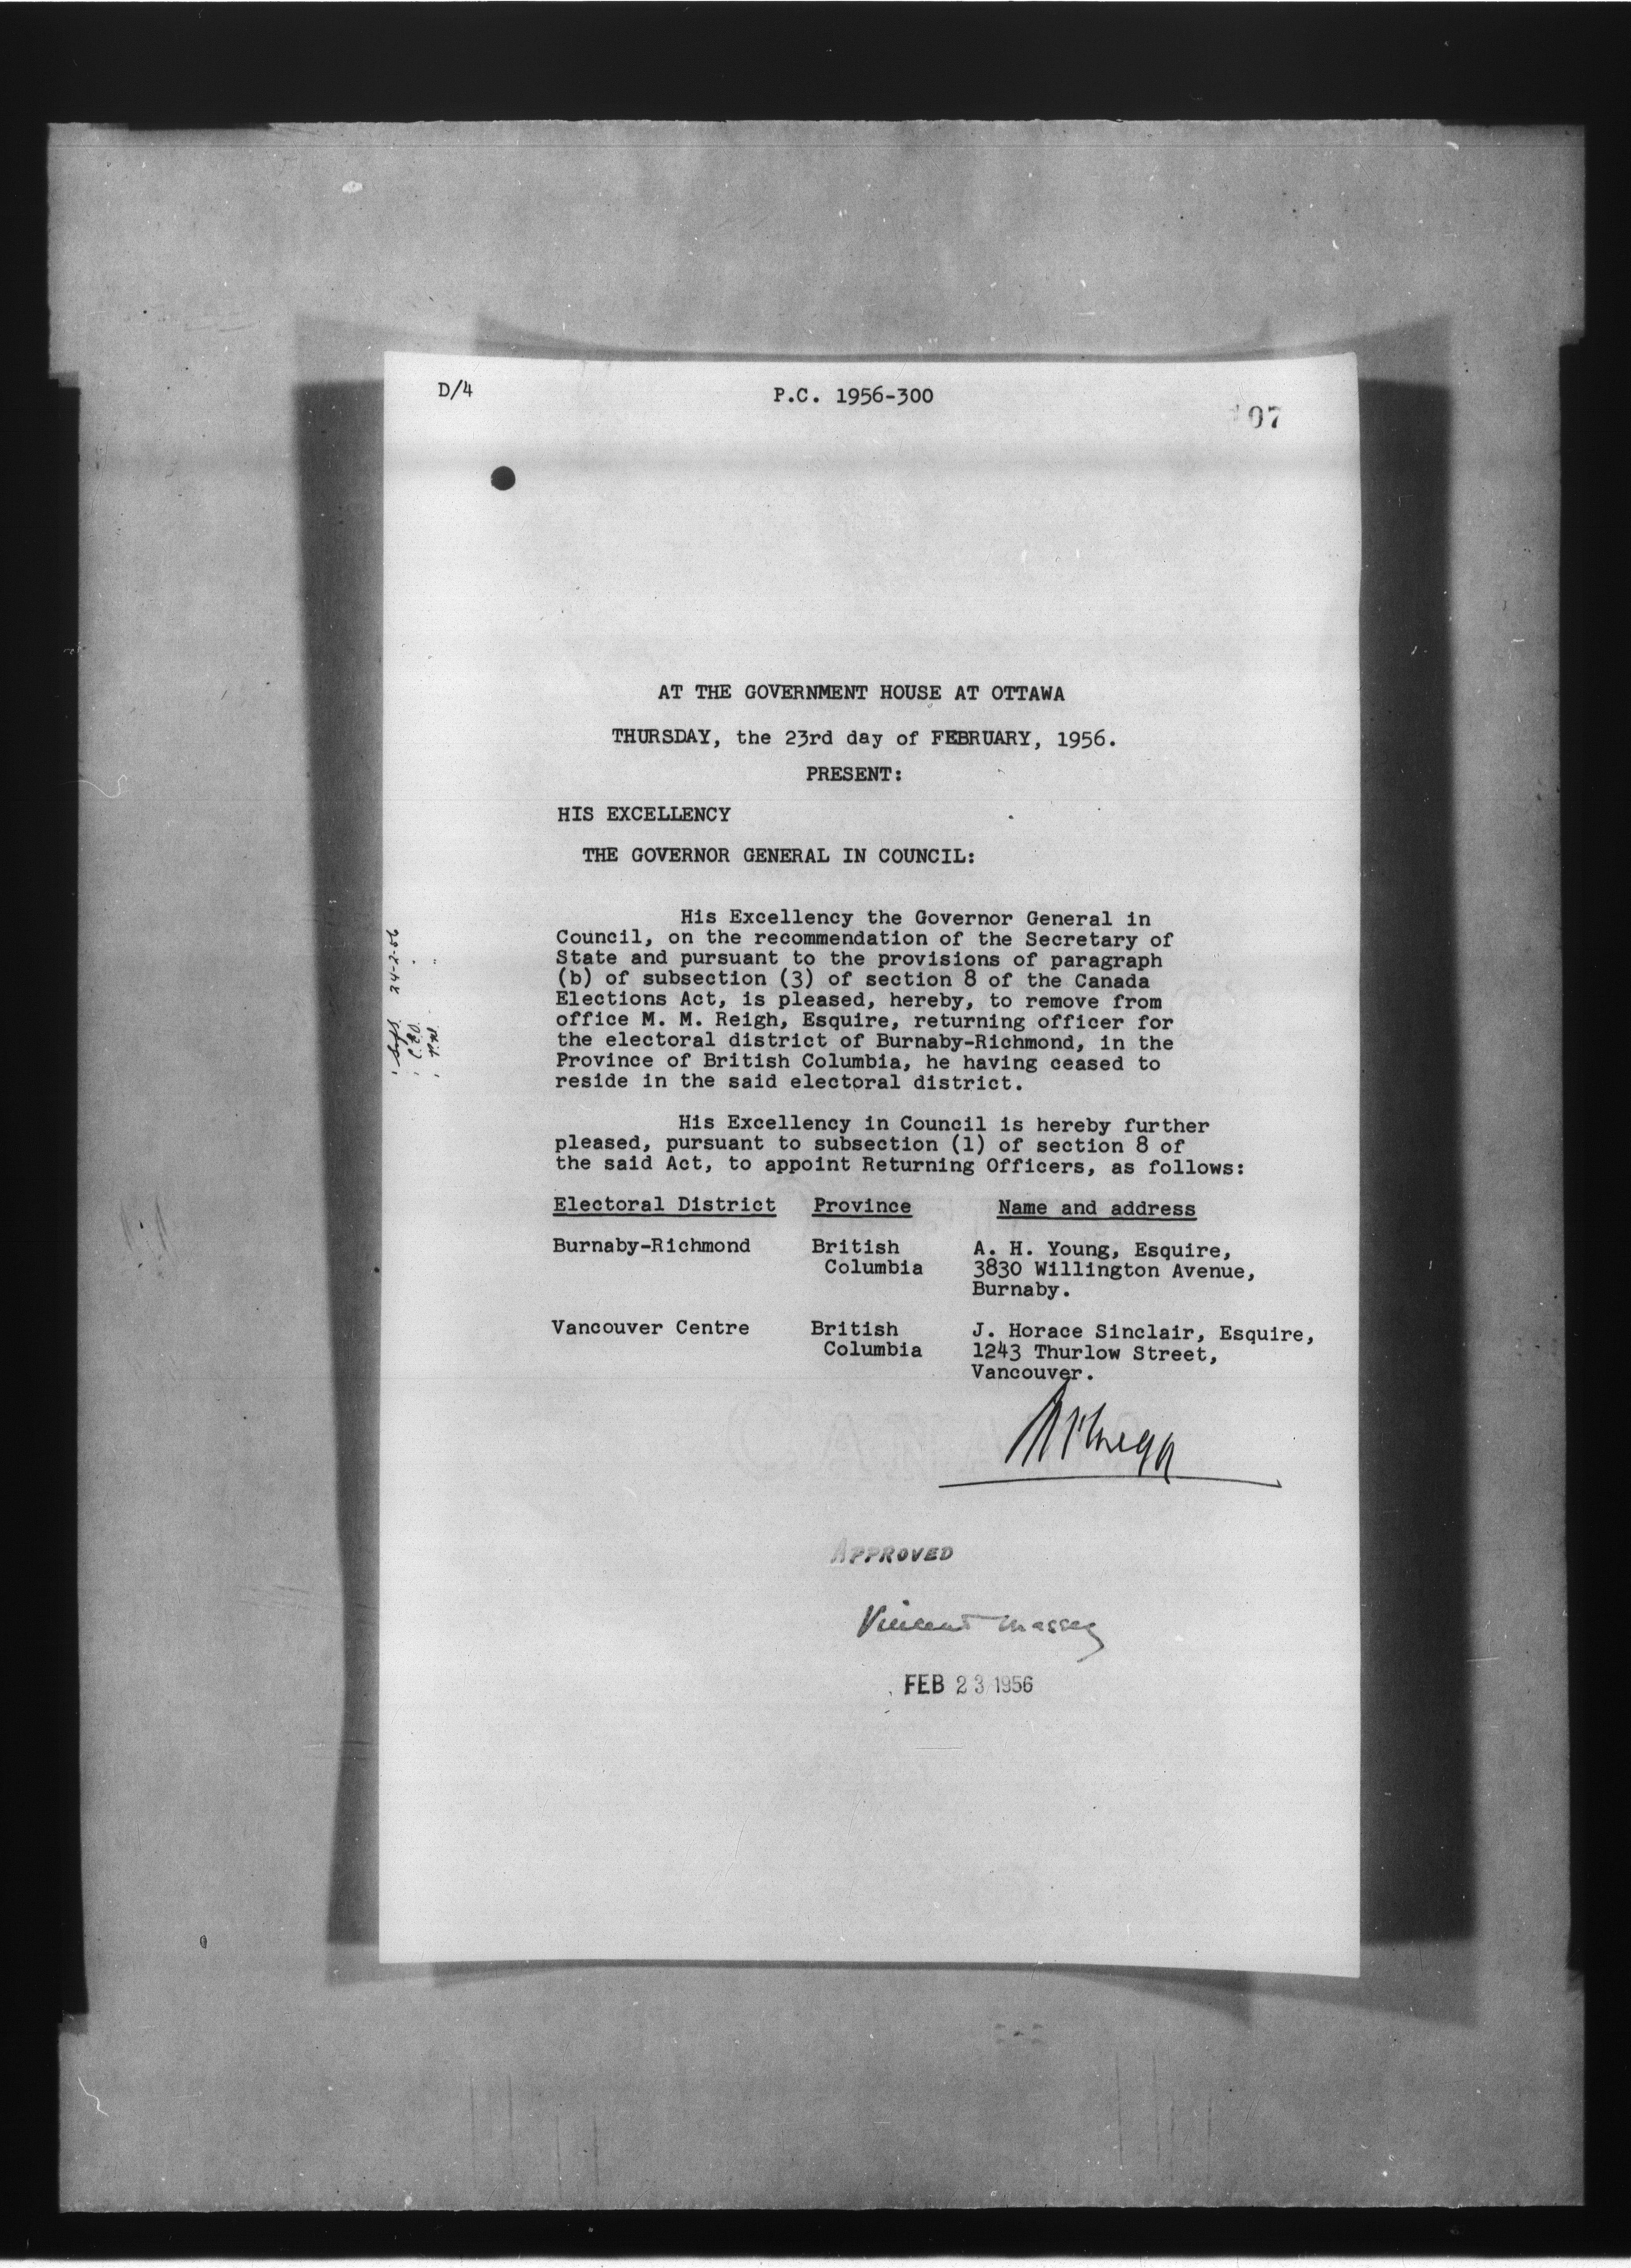 D/4 P.C. 1956-300
107
AT THE GOVERNMENT HOUSE AT OTTAWA
THURSDAY, the 23rd day of FEBRUARY, 1956.
PRESENT:
HIS EXCELLENCY
THE GOVERNOR GENERAL IN COUNCIL:
His Excellency the Governor General in
Council, on the recommendation of the Secretary of
State and pursuant to the provisions of paragraph
(b) of subsection (3) of section 8 of the Canada
Elections Act, is pleased, hereby, to remove from
office M. M. Reigh, Esquire, returning officer for
the electoral district of Burnaby-Richmond, in the
Province of British Columbia, he having ceased to
reside in the said electoral district.
His Excellency in Council is hereby further
pleased, pursuant to subsection (1) of section 8 of
the said Act, to appoint Returning Officers, as follows:
Electoral District Province Name and address
Burnaby-Richmond British A. H. Young, Esquire,
Columbia 3830 Willington Avenue,
Burnaby.
Vancouver Centre British J. Horace Sinclair, Esquire,
Columbia 1243 Thurlow Street,
Vancouver.
APPROVED
Vincent Massey
FEB 23 1956
24-2-56